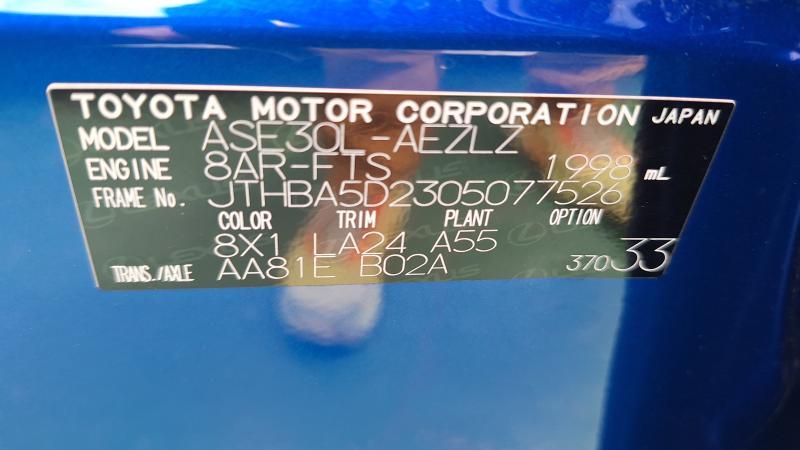 TOYOTA MOTOR CORPORATION JAPAN
MODEL ASE30L-AEZLZ
ENGINE 8AR-FTS 1998 mL
FRAME No. JTHBA5D2305077526
COLOR TRIM PLANT OPTION
8X1 LA24 A55
TRANS./AXLE AA81E B02A 370 33